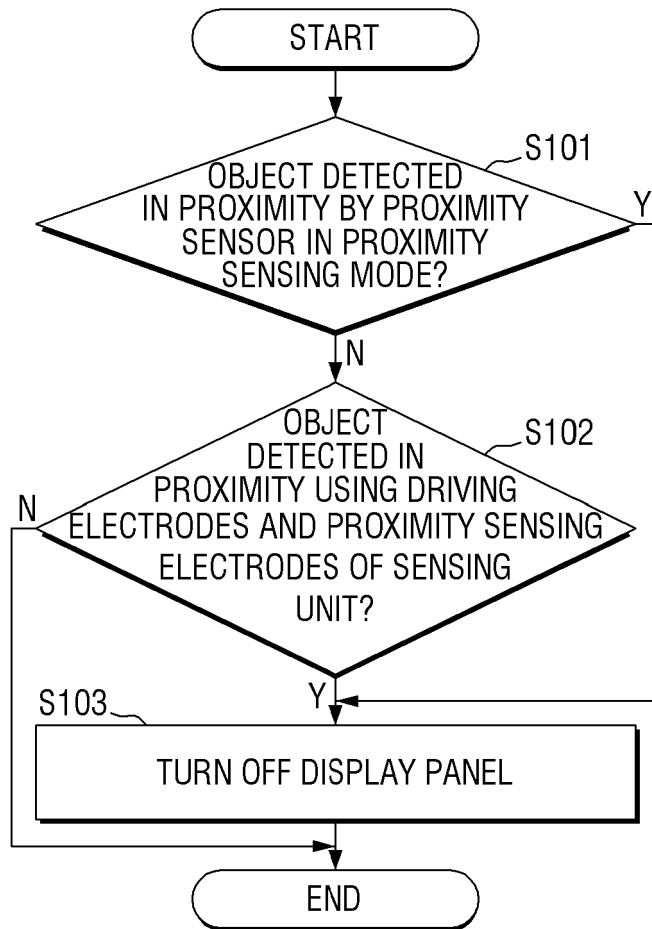 START
S101
OBJECT DETECTED
IN PROXIMITY BY PROXIMITY
SENSOR IN PROXIMITY
SENSING MODE?
Y
N
S102
OBJECT
DETECTED IN
PROXIMITY USING DRIVING
ELECTRODES AND PROXIMITY SENSING
ELECTRODES OF SENSING
UNIT?
N
Y
S103
TURN OFF DISPLAY PANEL
END